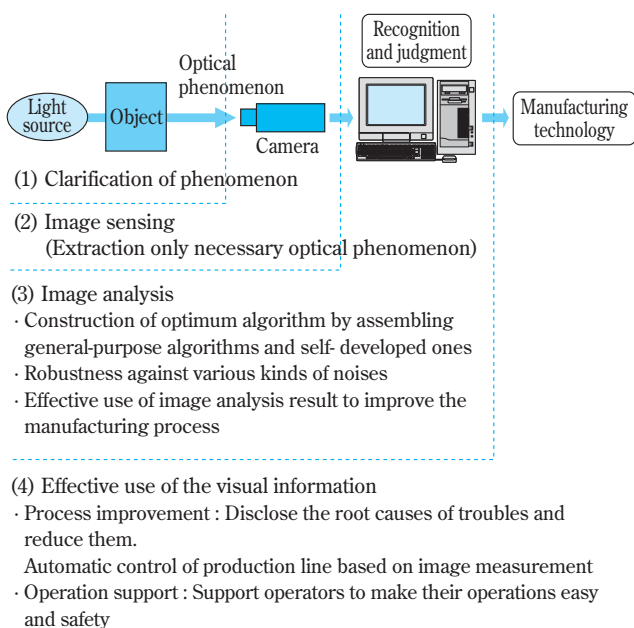 Recognition
and judgment
Optical
phenomenon
Light
source
Object
Camera
Manufacturing
technology
(1) Clarification of phenomenon
(2) Image sensing
(Extraction only necessary optical phenomenon)
(3) Image analysis
· Construction of optimum algorithm by assembling
general-purpose algorithms and self- developed ones
· Robustness against various kinds of noises
· Effective use of image analysis result to improve the
manufacturing process
(4) Effective use of the visual information
· Process improvement : Disclose the root causes of troubles and
reduce them.
Automatic control of production line based on image measurement
· Operation support : Support operators to make their operations easy
and safety